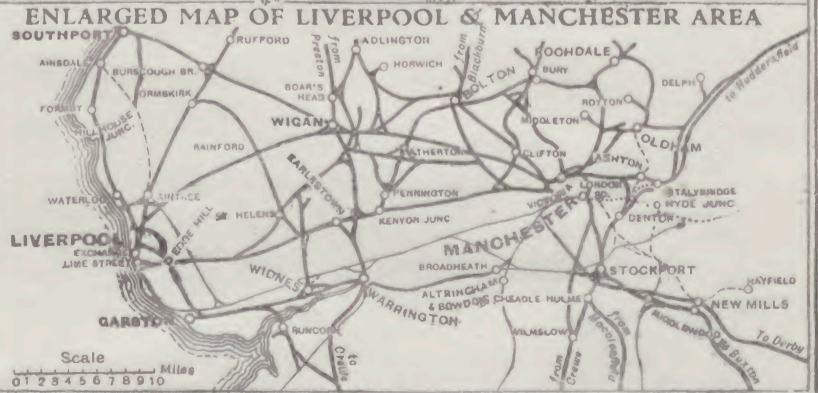 ENLARGED MAP OF LIVERPOOL & MANCHESTER AREA
SOUTHPORT
RUFFORD
from Preston
ADLINGTON
from Blackburn
ROCHDALE
to Huddersfield
AINSDAL
BURSCOUGH BR.
HORWICH
BOLTON
BURY
DELPH
ORMSKIRK
BOAR'S HEAD
ROYTON
FORMBY
HILLHOUSE JUNC.
WIGAN
MIDDLETON
OLDHAM
RAINFORD
ATHERTON
CLIFTON
ASHTON
EARLESTOWN
WATERLOO
AINTREE
PENNINGTON
VICTORIA
LONDON RD.
STALYBRIDGE
HYDE JUNC.
ST HELENS
KENYON JUNC.
MANCHESTER
DENTON
LIVERPOOL
EXCHANGE
LIME STREET
EDGE HILL
WIDNES
BROADHEATH
STOCKPORT
HAYFIELD
WARRINGTON
ALTRINGHAM & BOWDON
CHEADLE HULME
NEW MILLS
GARSTON
RUNCORN
WILMSLOW
from Macclesfield
MIDDLEWD
To Derby
to Crewe
from Crewe
Buxton
Scale
Miles
0 1 2 3 4 5 6 7 8 9 10